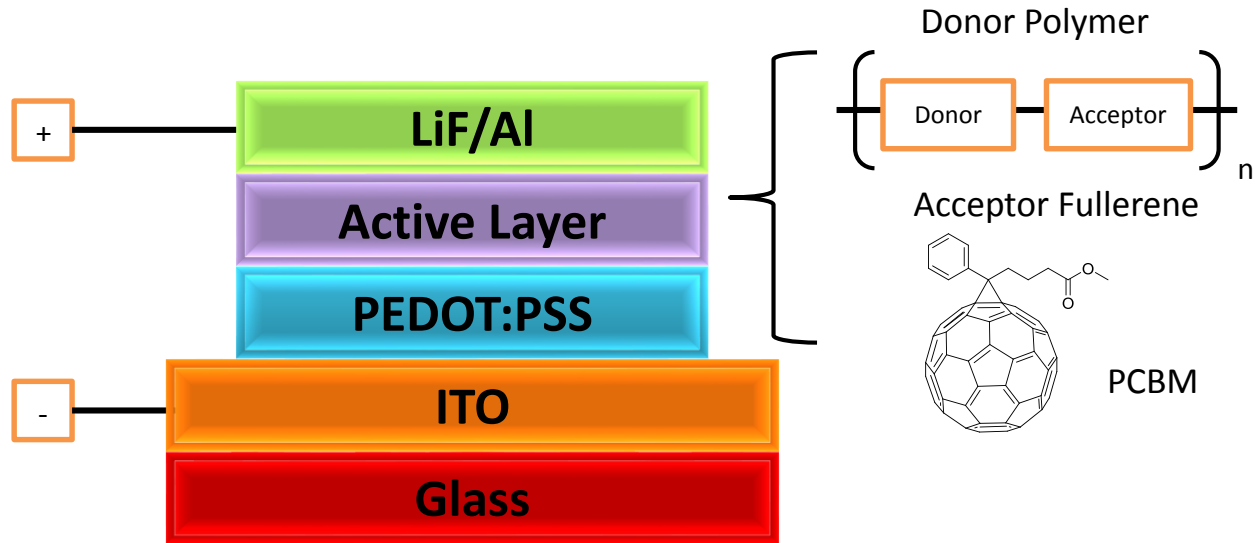 Donor Polymer
Donor
Acceptor
n
+
LiF/Al
Active Layer
Acceptor Fullerene
O
O
PEDOT:PSS
PCBM
-
ITO
Glass